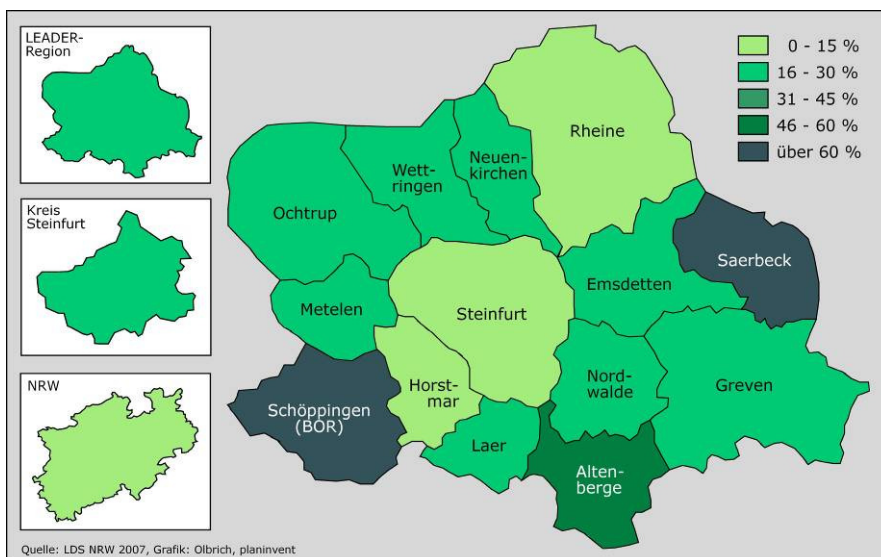 LEADER-
Region
Kreis
Steinfurt
NRW
0 - 15 %
16 - 30 %
31 - 45 %
46 - 60 %
über 60 %
Rheine
Neuen-
kirchen
Wett-
ringen
Ochtrup
Saerbeck
Emsdetten
Metelen
Steinfurt
Nord-
walde
Greven
Horst-
mar
Schöppingen
(BOR)
Laer
Alten-
berge
Quelle: LDS NRW 2007, Grafik: Olbrich, planinvent